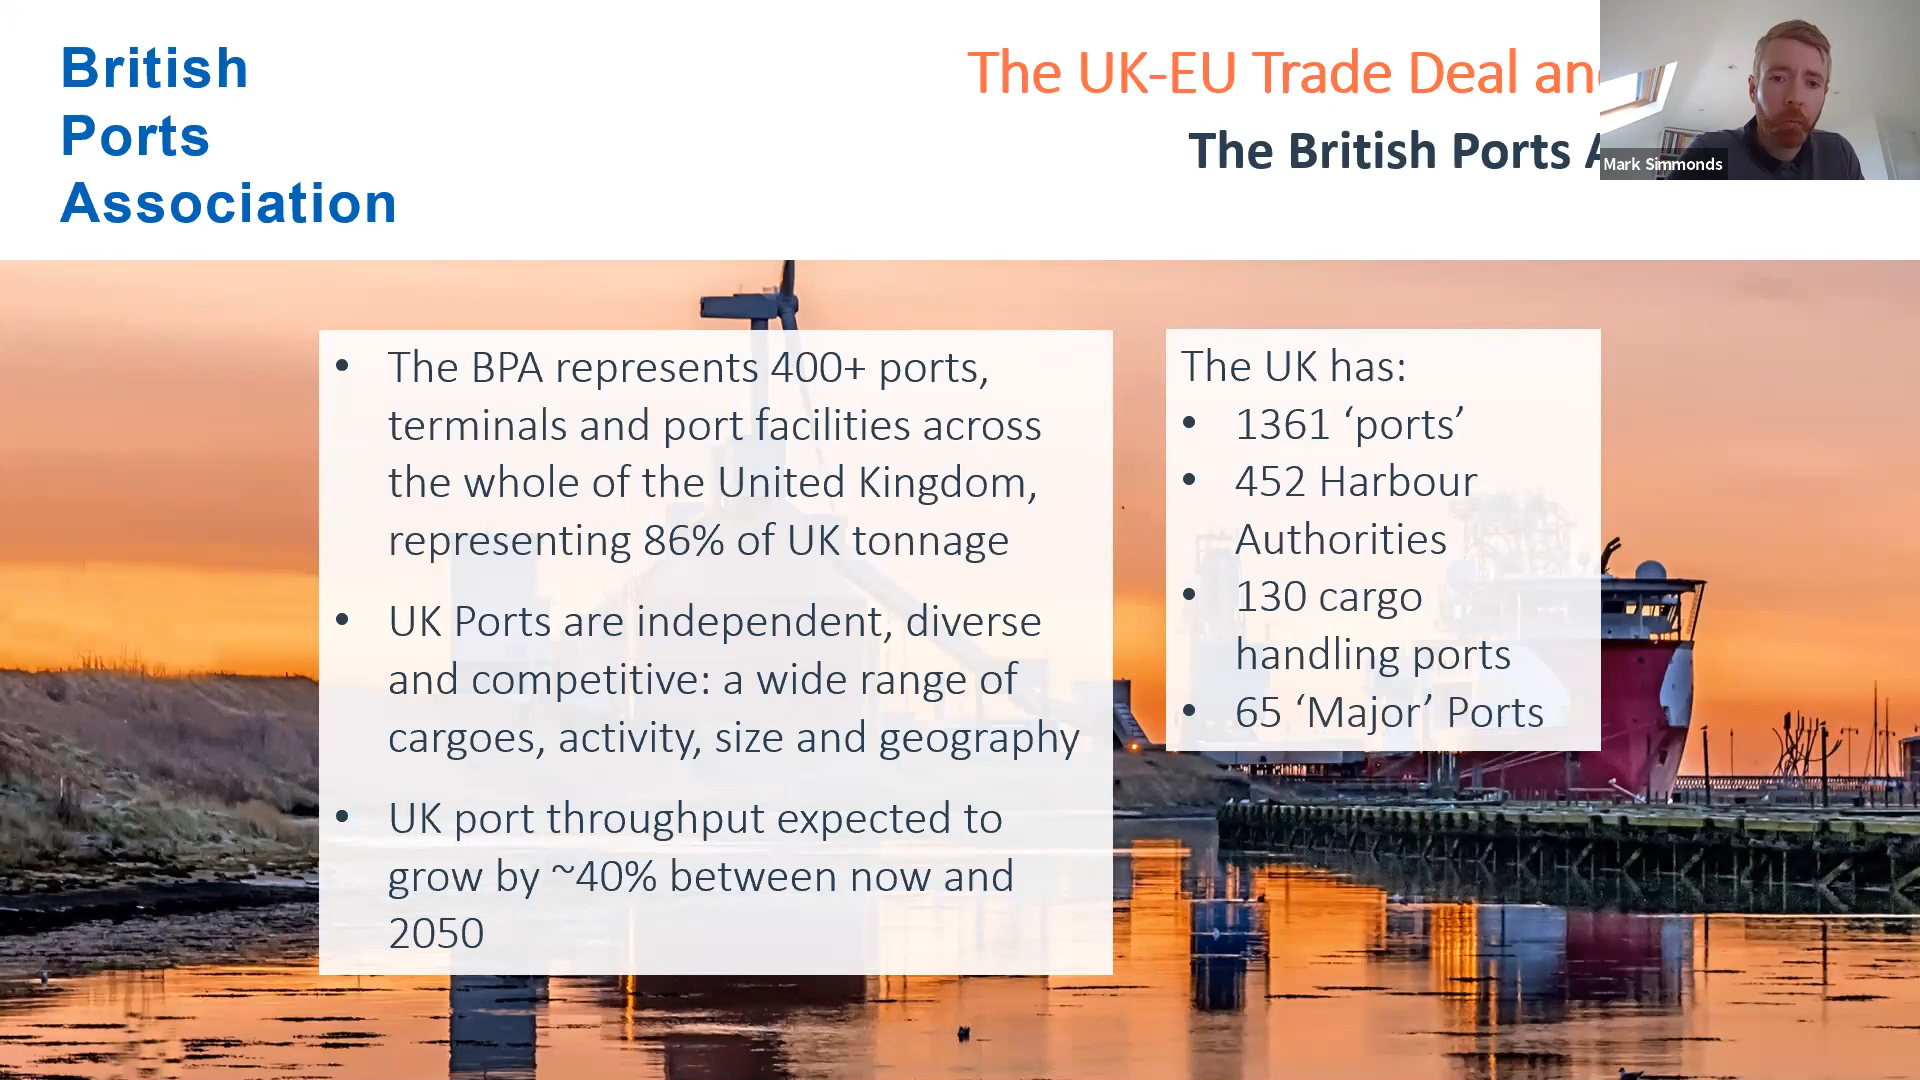 British
Ports
Association
The UK-EU Trade Deal and
The British Ports
Mark Simmonds
• The BPA represents 400+ ports,
terminals and port facilities across
the whole of the United Kingdom,
representing 86% of UK tonnage
• UK Ports are independent, diverse
and competitive: a wide range of
cargoes, activity, size and geography
• UK port throughput expected to
grow by ~40% between now and
2050
The UK has:
• 1361 ‘ports’
• 452 Harbour
Authorities
• 130 cargo
handling ports
• 65 ‘Major’ Ports